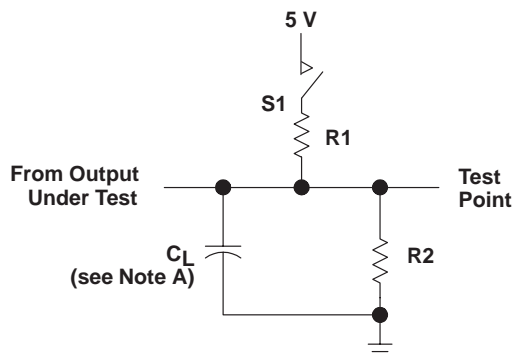 5 V
S1
R1
From Output
Under Test
Test
Point
CL
(see Note A)
R2